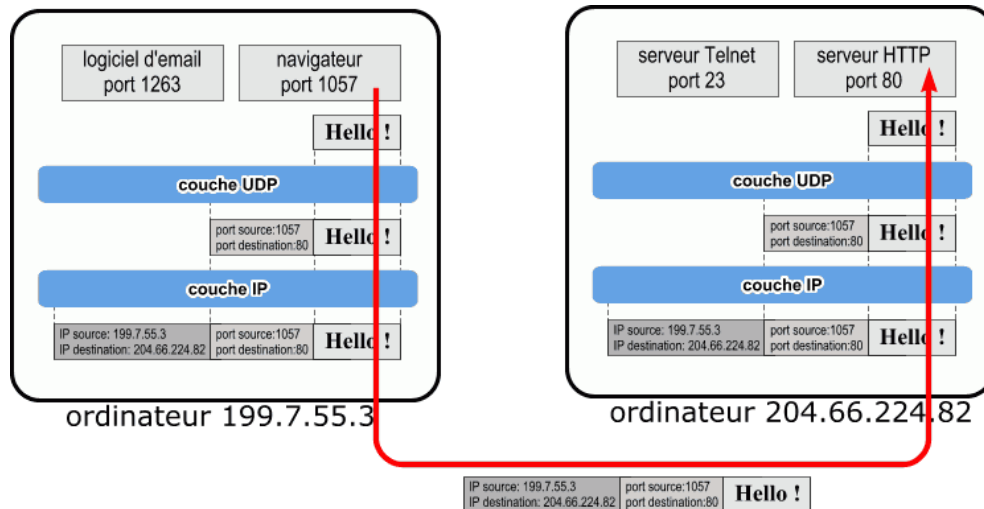 logiciel d'email
port 1263
navigateur
port 1057
Hello !
couche UDP
port source:1057
port destination:80
Hello !
couche IP
IP source: 199.7.55.3
IP destination: 204.66.224.82
port source:1057
port destination:80
Hello !
ordinateur 199.7.55.3
serveur Telnet
port 23
serveur HTTP
port 80
Hello !
couche UDP
port source:1057
port destination:80
Hello !
couche IP
IP source: 199.7.55.3
IP destination: 204.66.224.82
port source:1057
port destination:80
Hello !
ordinateur 204.66.224.82
IP source: 199.7.55.3
IP destination: 204.66.224.82
port source:1057
port destination:80
Hello !